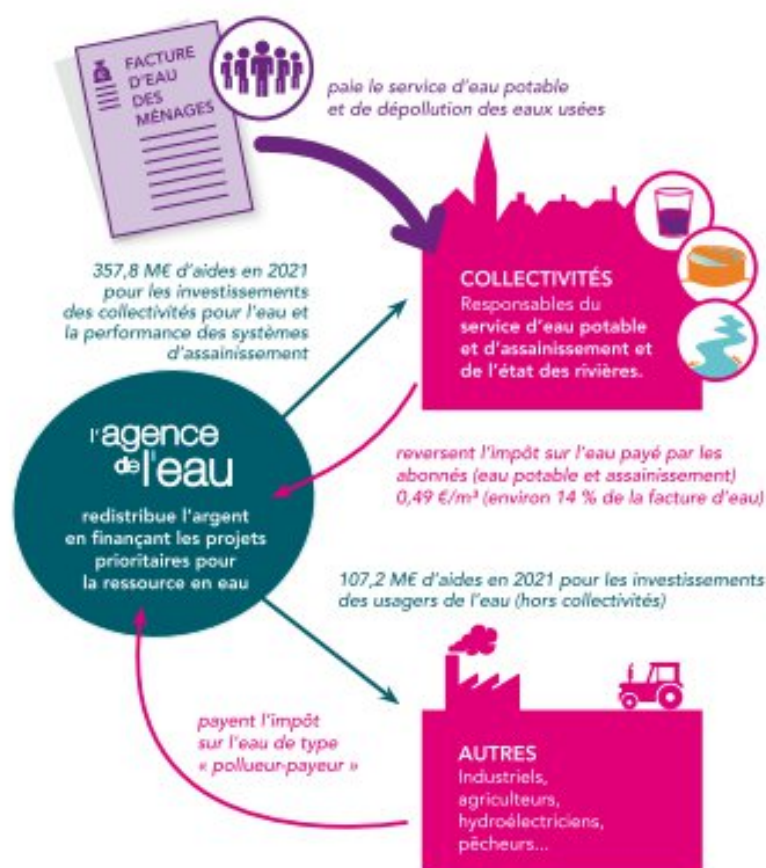 FACTURE
D'EAU
DES
MÉNAGES
paie le service d'eau potable
et de dépollution des eaux usées
357,8 M€ d'aides en 2021
pour les investissements
des collectivités pour l'eau et
la performance des systèmes
d'assainissement
COLLECTIVITÉS
Responsables du
service d'eau potable
et d'assainissement et
de l'état des rivières.
l'agence
de l'eau
redistribue l'argent
en finançant les projets
prioritaires pour
la ressource en eau
reversent l'impôt sur l'eau payé par les
abonnés (eau potable et assainissement)
0,49 €/m³ (environ 14 % de la facture d'eau)
107,2 M€ d'aides en 2021 pour les investissements
des usagers de l'eau (hors collectivités)
payent l'impôt
sur l'eau de type
« pollueur-payeur »
AUTRES
Industriels,
agriculteurs,
hydroélectriciens,
pêcheurs...